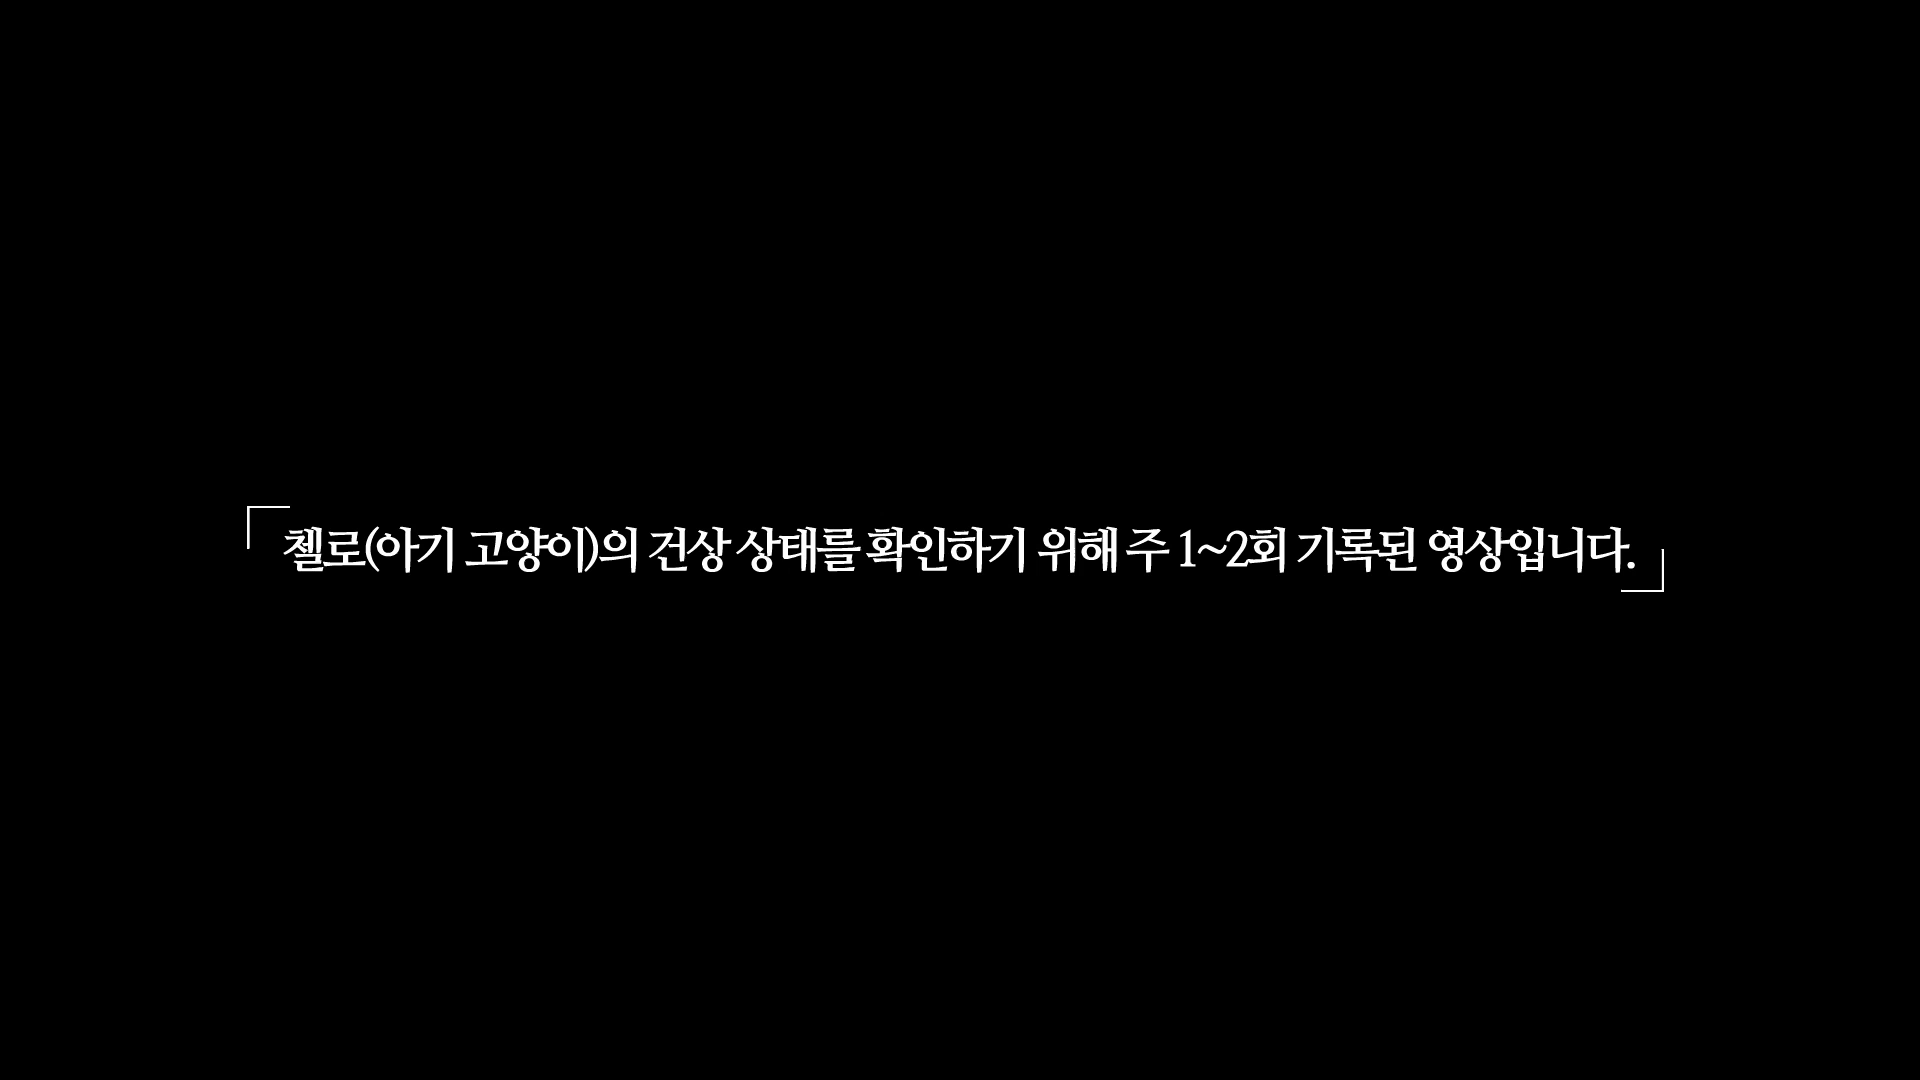 첼로(아기 고양이)의 건상 상태를 확인하기 위해 주 1~2회 기록된 영상입니다.